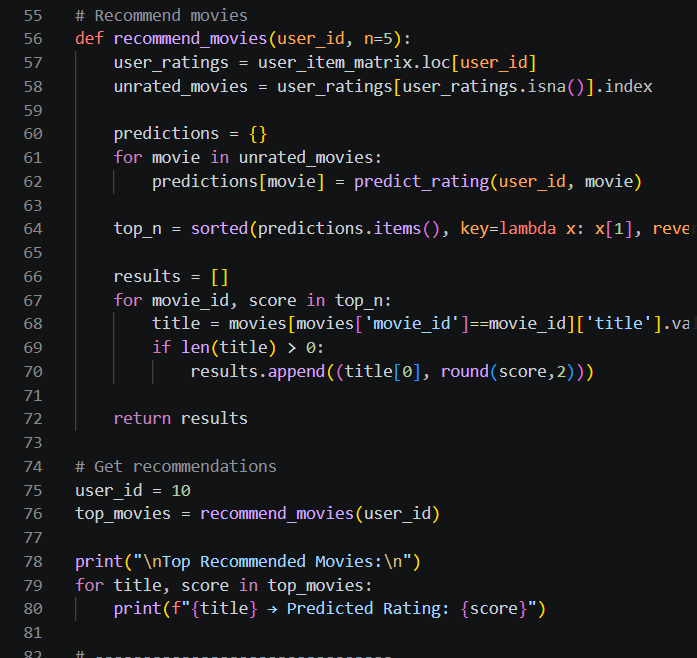 55 # Recommend movies
56 def recommend_movies(user_id, n=5):
57     user_ratings = user_item_matrix.loc[user_id]
58     unrated_movies = user_ratings[user_ratings.isna()].index
59
60     predictions = {}
61     for movie in unrated_movies:
62         predictions[movie] = predict_rating(user_id, movie)
63
64     top_n = sorted(predictions.items(), key=lambda x: x[1], reve
65
66     results = []
67     for movie_id, score in top_n:
68         title = movies[movies['movie_id']==movie_id]['title'].va
69         if len(title) > 0:
70             results.append((title[0], round(score,2)))
71
72     return results
73
74 # Get recommendations
75 user_id = 10
76 top_movies = recommend_movies(user_id)
77
78 print("\nTop Recommended Movies:\n")
79 for title, score in top_movies:
80     print(f"{title} → Predicted Rating: {score}")
81
82 # -------------------------------